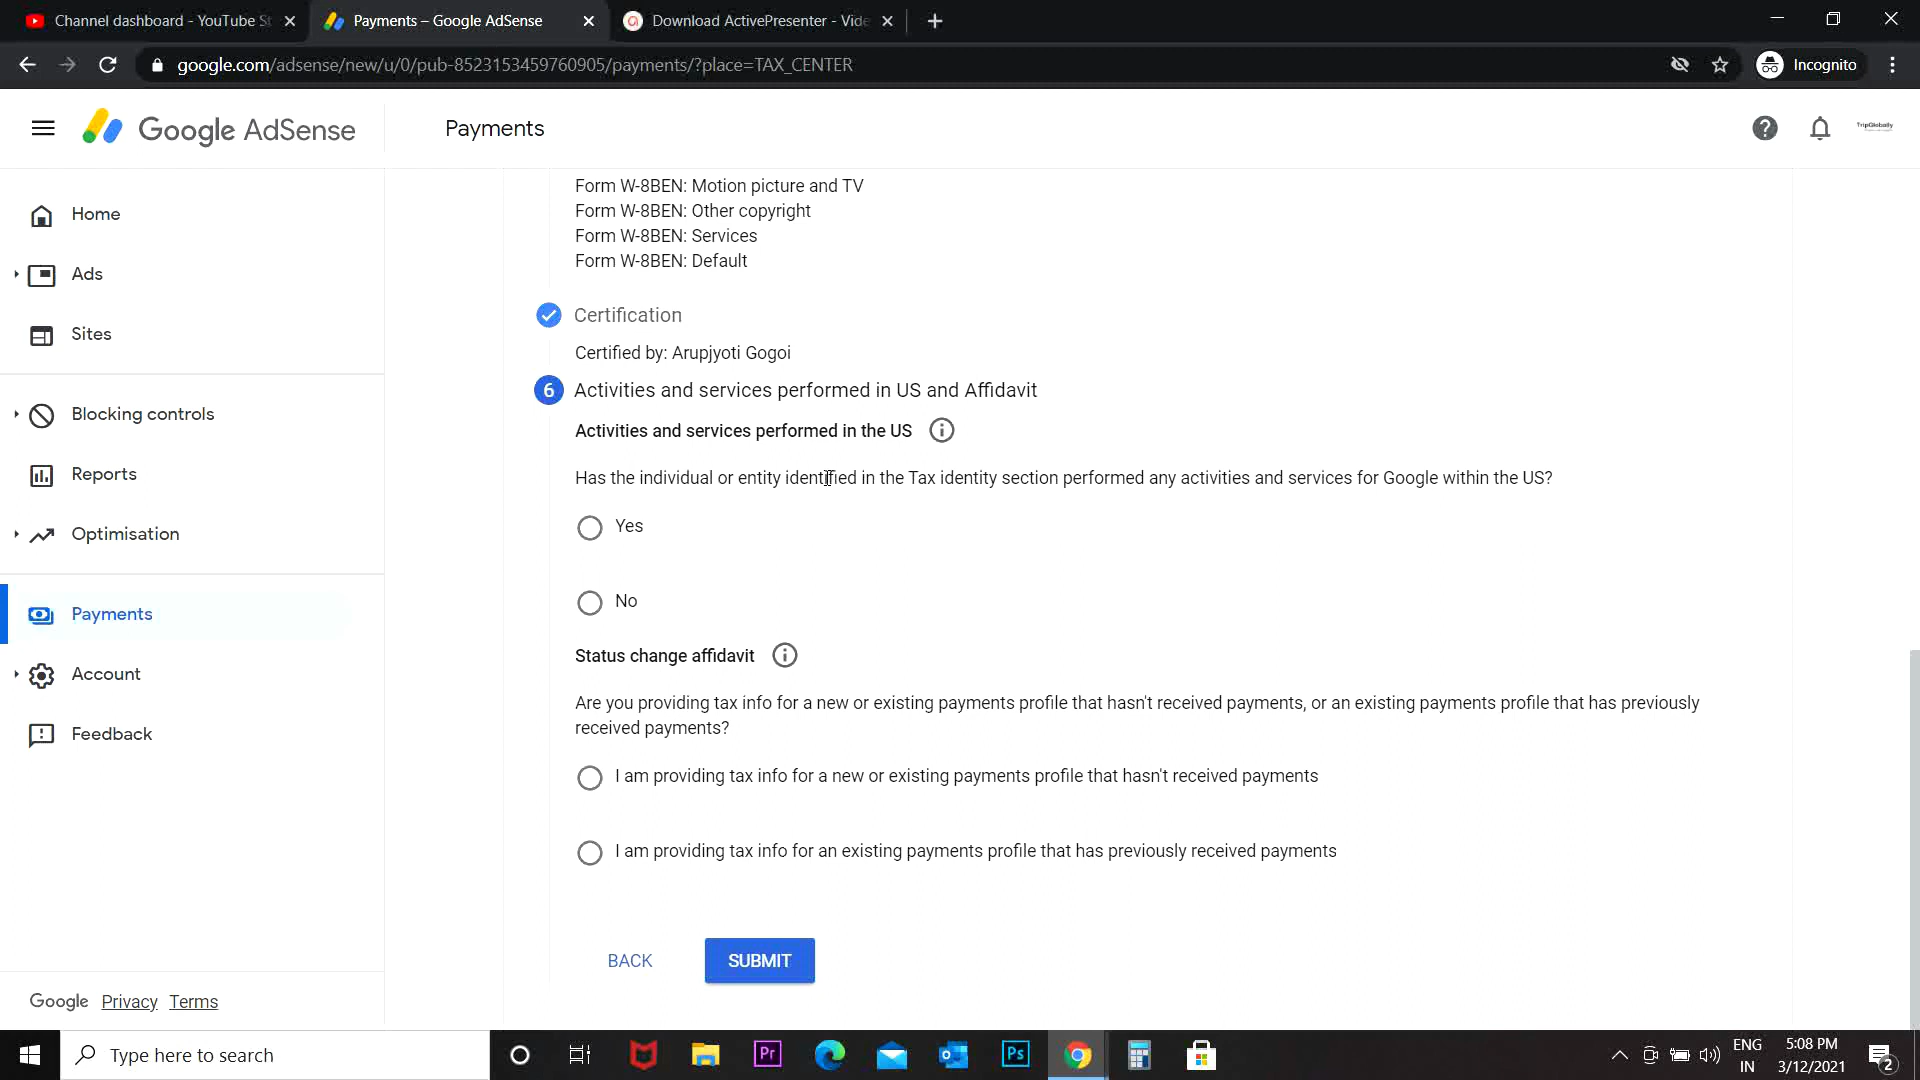 Channel dashboard - YouTube St
Payments – Google AdSense
Download ActivePresenter - Vide
google.com/adsense/new/u/0/pub-8523153459760905/payments/?place=TAX_CENTER
Incognito
Google AdSense
Payments
TripGlobally
Home
Ads
Sites
Blocking controls
Reports
Optimisation
Payments
Account
Feedback
Google Privacy Terms
Form W-8BEN: Motion picture and TV
Form W-8BEN: Other copyright
Form W-8BEN: Services
Form W-8BEN: Default
Certification
Certified by: Arupjyoti Gogoi
6 Activities and services performed in US and Affidavit
Activities and services performed in the US
Has the individual or entity identified in the Tax identity section performed any activities and services for Google within the US?
Yes
No
Status change affidavit
Are you providing tax info for a new or existing payments profile that hasn't received payments, or an existing payments profile that has previously
received payments?
I am providing tax info for a new or existing payments profile that hasn't received payments
I am providing tax info for an existing payments profile that has previously received payments
BACK
SUBMIT
Type here to search
Pr
Ps
ENG
IN
5:08 PM
3/12/2021
2